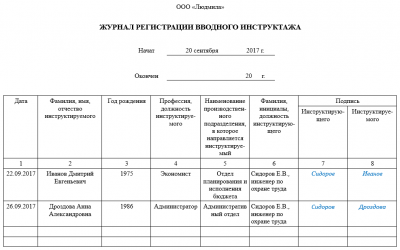 ООО «Людмила»
ЖУРНАЛ РЕГИСТРАЦИИ ВВОДНОГО ИНСТРУКТАЖА
Начат 20 сентября 2017 г.
Окончен 20 г.
Дата Фамилия, имя, отчество инструктируемого Год рождения Профессия, должность инструктируемого Наименование производственного подразделения, в которое направляется инструктируемый Фамилия, инициалы, должность инструктирующего Подпись
Инструктирующего Инструктируемого
1 2 3 4 5 6 7 8
22.09.2017 Иванов Дмитрий Евгеньевич 1975 Экономист Отдел планирования и исполнения бюджета Сидоров Е.В., инженер по охране труда Сидоров Иванов
26.09.2017 Дроздова Анна Александровна 1986 Администратор Административный отдел Сидоров Е.В., инженер по охране труда Сидоров Дроздова